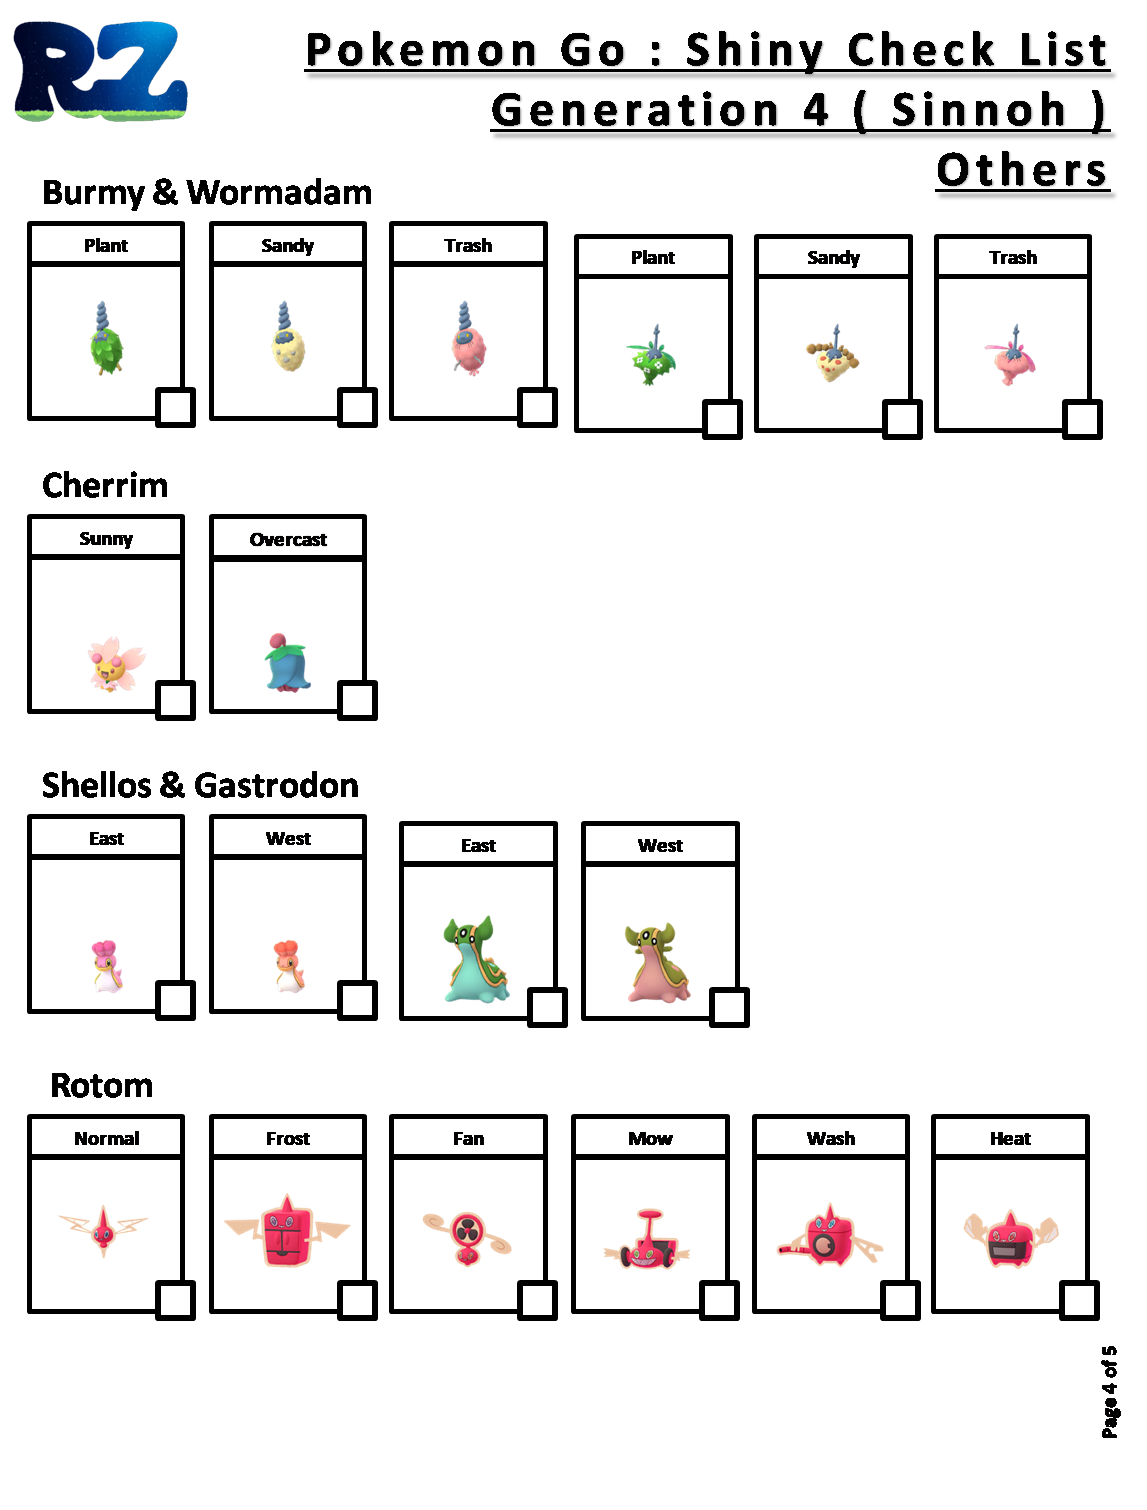 RZ
Pokemon Go : Shiny Check List
Generation 4 ( Sinnoh )
Others
Burmy & Wormadam
Plant Sandy Trash Plant Sandy Trash
Cherrim
Sunny Overcast
Shellos & Gastrodon
East West East West
Rotom
Normal Frost Fan Mow Wash Heat
Page 4 of 5